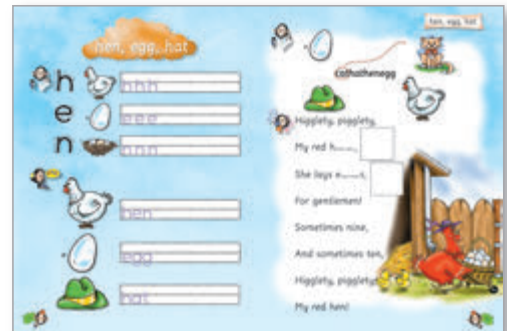 hen, egg, hat
h
hhh
e
eee
n
nnn
hen
egg
hat
hen, egg, hat
cathathenegg
Higglety, pigglety,
My red h........
She lays e........s,
For gentlemen!
Sometimes nine,
And sometimes ten,
Higglety, pigglety,
My red hen!